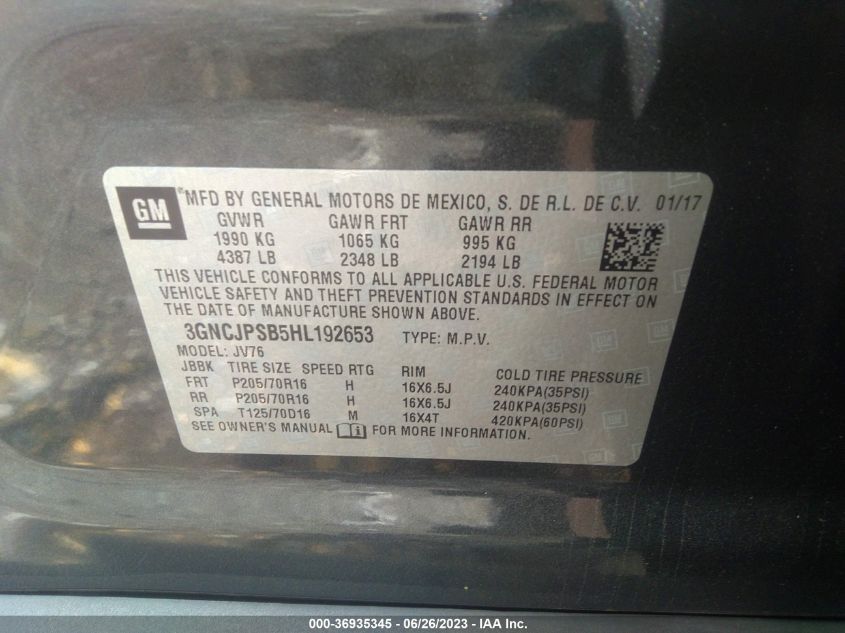 GM ®MFD BY GENERAL MOTORS DE MEXICO, S. DE R.L. DE C.V. 01/17
GVWR GAWR FRT GAWR RR
1990 KG 1065 KG 995 KG
4387 LB 2348 LB 2194 LB
THIS VEHICLE CONFORMS TO ALL APPLICABLE U.S. FEDERAL MOTOR
VEHICLE SAFETY AND THEFT PREVENTION STANDARDS IN EFFECT ON
THE DATE OF MANUFACTURE SHOWN ABOVE.
3GNCJPSB5HL192653 TYPE: M.P.V.
MODEL: JV76
JBBK TIRE SIZE SPEED RTG RIM COLD TIRE PRESSURE
FRT P205/70R16 H 16X6.5J 240KPA(35PSI)
RR P205/70R16 H 16X6.5J 240KPA(35PSI)
SPA T125/70D16 M 16X4T 420KPA(60PSI)
SEE OWNER'S MANUAL i FOR MORE INFORMATION.
000-36935345 - 06/26/2023 - IAA Inc.